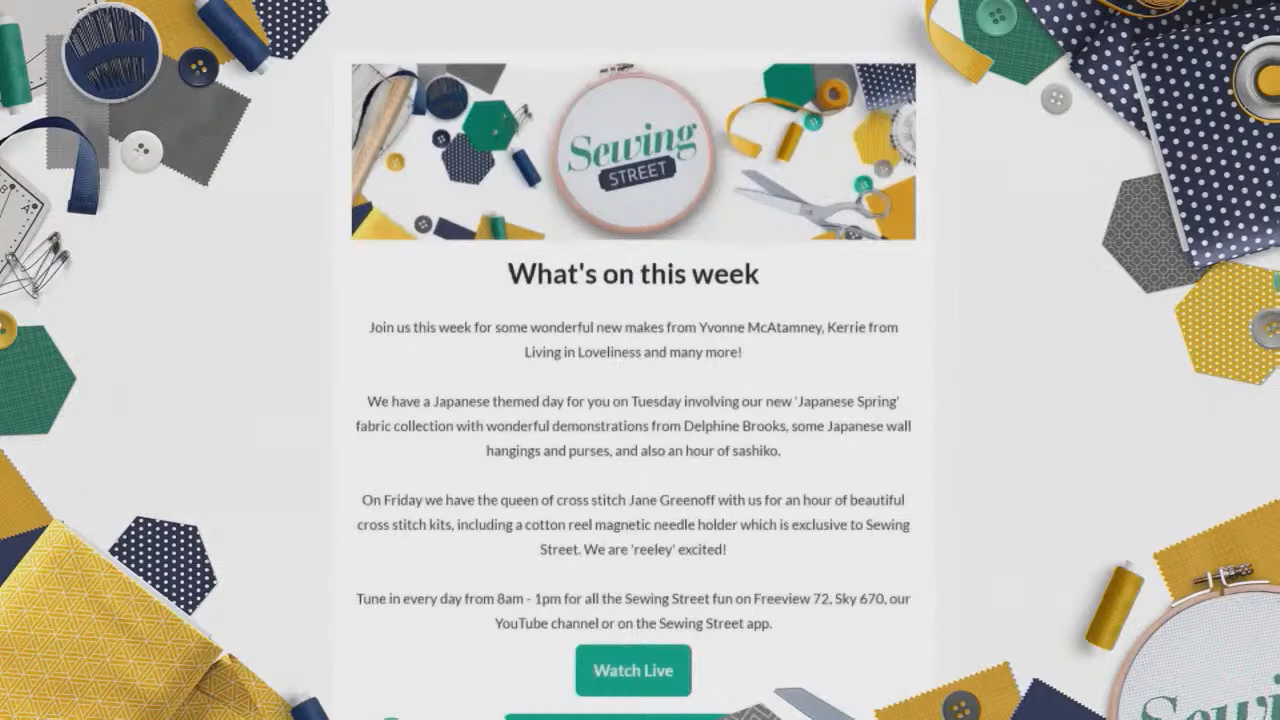 Sewing
STREET
What's on this week
Join us this week for some wonderful new makes from Yvonne McAtamney, Kerrie from
Living in Loveliness and many more!
We have a Japanese themed day for you on Tuesday involving our new 'Japanese Spring'
fabric collection with wonderful demonstrations from Delphine Brooks, some Japanese wall
hangings and purses, and also an hour of sashiko.
On Friday we have the queen of cross stitch Jane Greenoff with us for an hour of beautiful
cross stitch kits, including a cotton reel magnetic needle holder which is exclusive to Sewing
Street. We are 'reeley' excited!
Tune in every day from 8am - 1pm for all the Sewing Street fun on Freeview 72, Sky 670, our
YouTube channel or on the Sewing Street app.
Watch Live